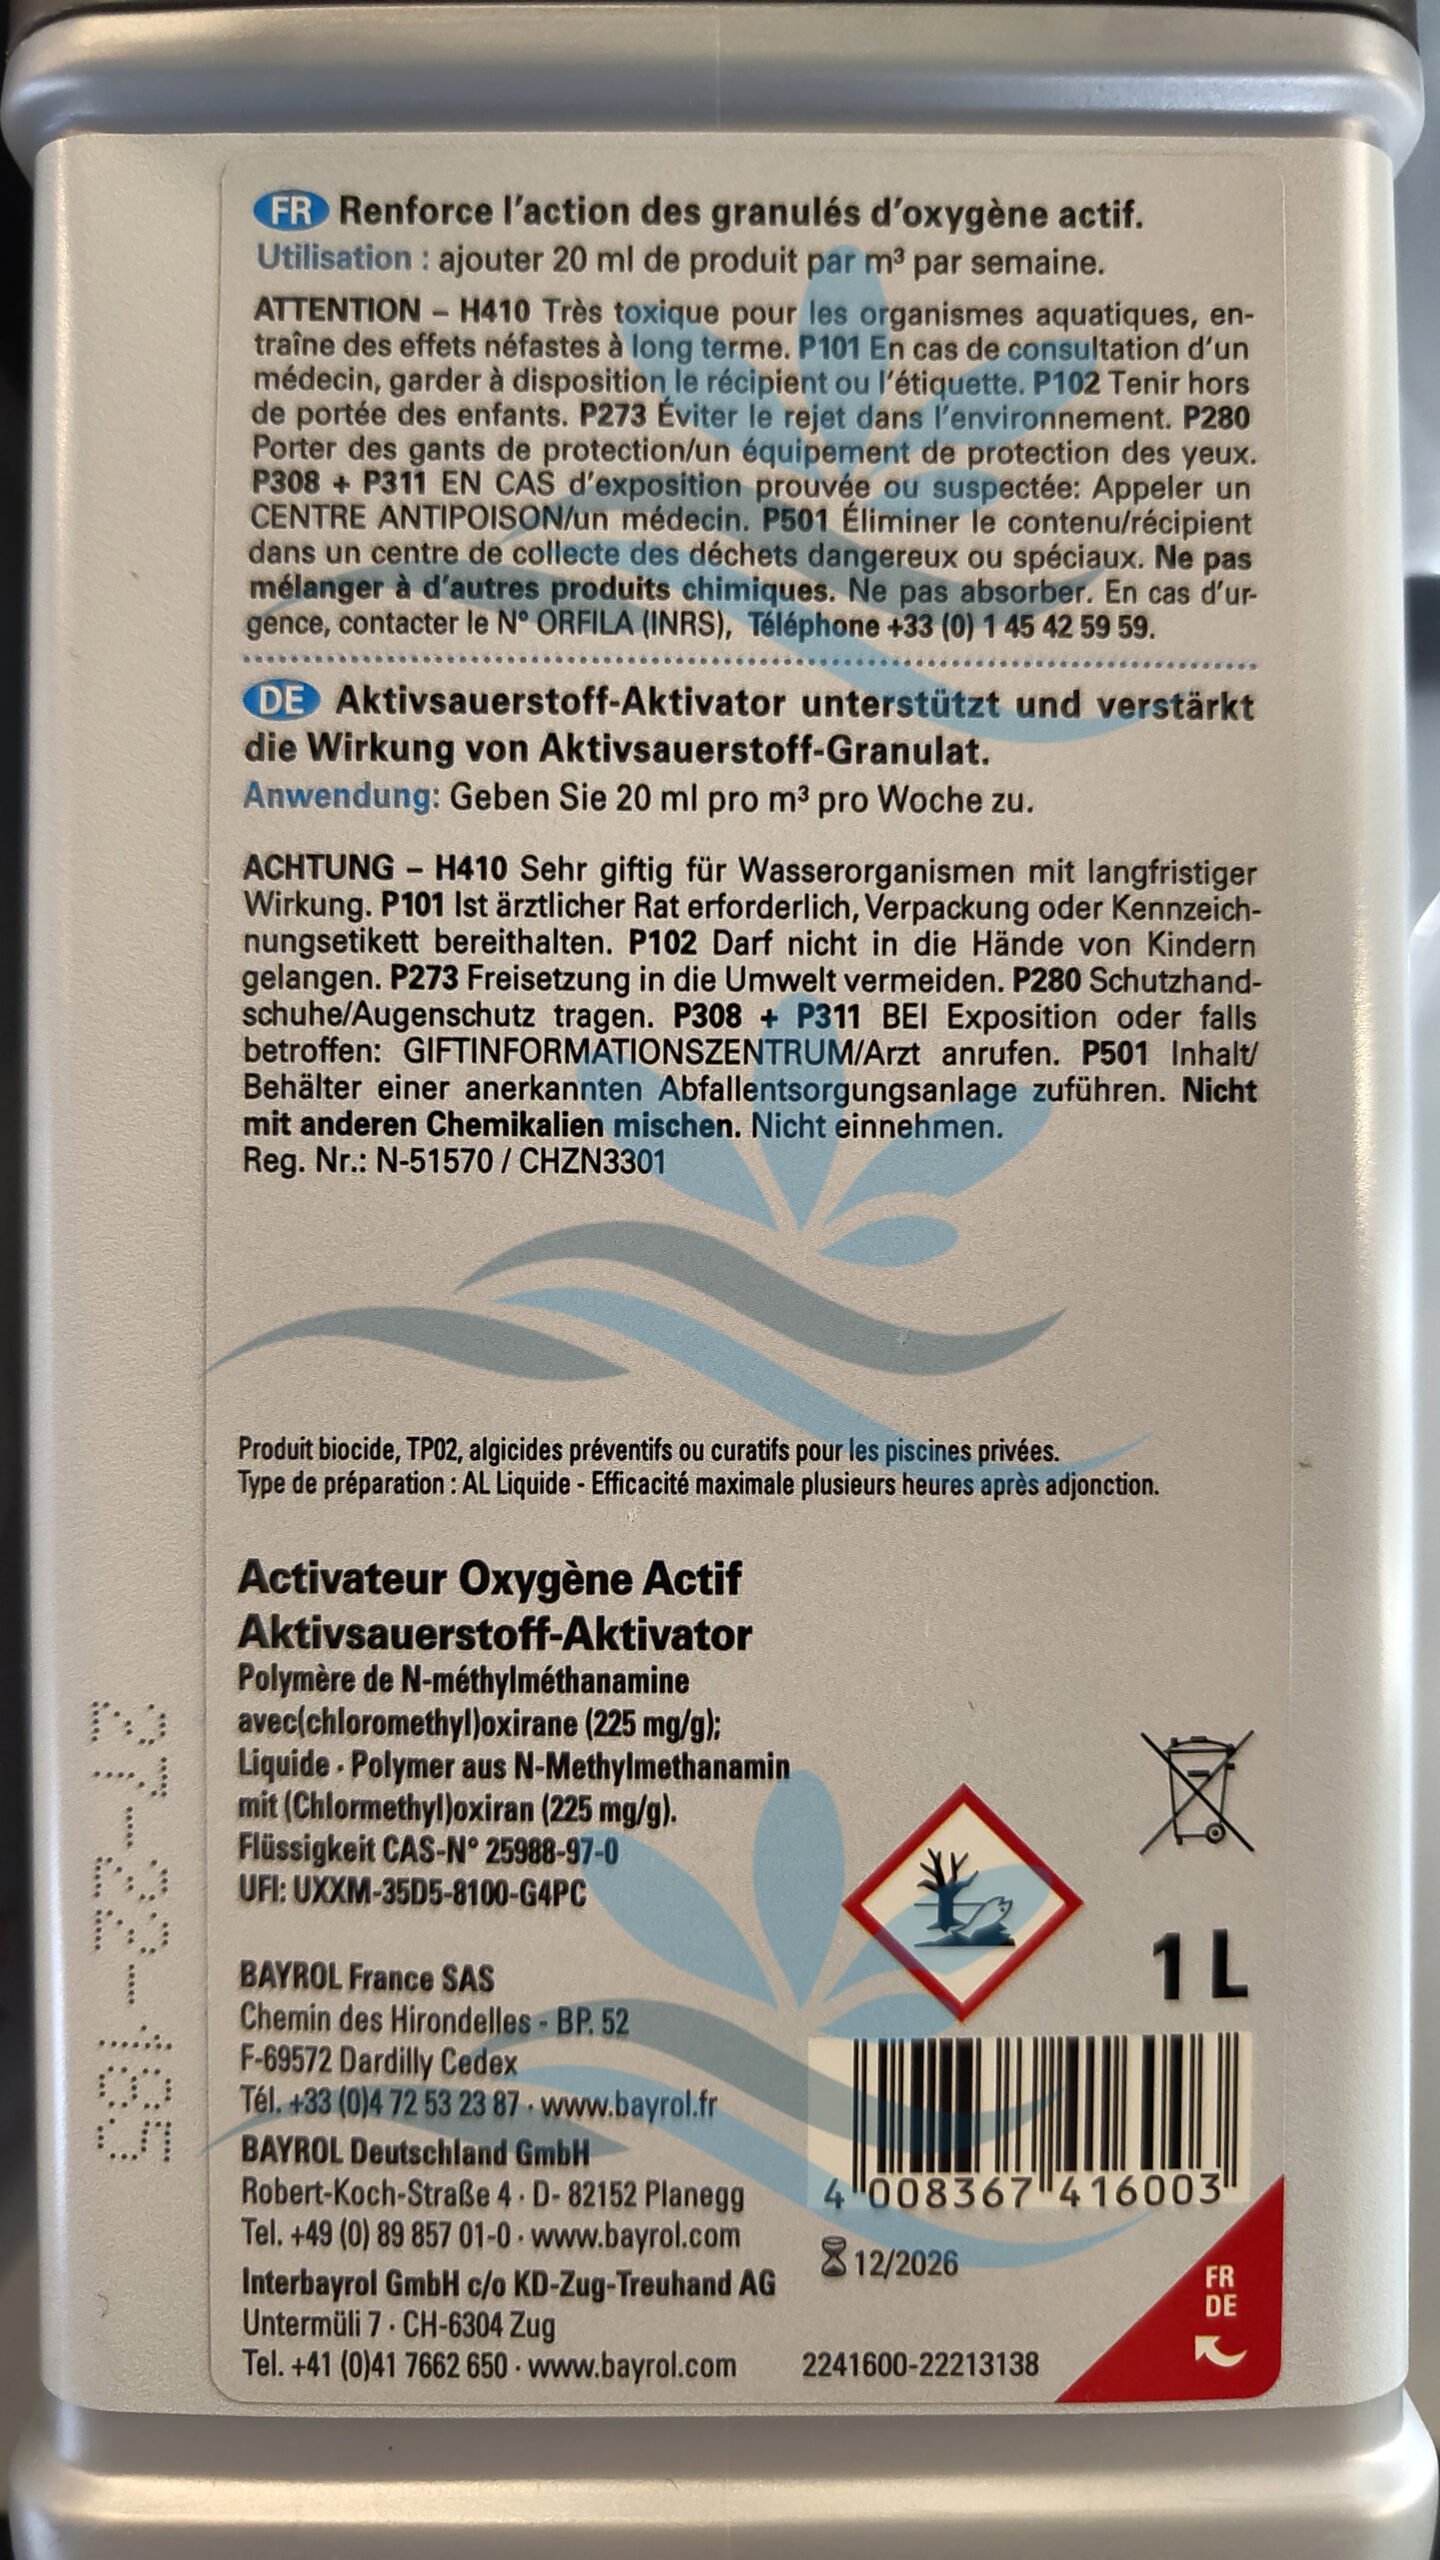 FR Renforce l'action des granulés d'oxygène actif.
Utilisation : ajouter 20 ml de produit par m³ par semaine.
ATTENTION – H410 Très toxique pour les organismes aquatiques, en-
traîne des effets néfastes à long terme. P101 En cas de consultation d'un
médecin, garder à disposition le récipient ou l'étiquette. P102 Tenir hors
de portée des enfants. P273 Éviter le rejet dans l'environnement. P280
Porter des gants de protection/un équipement de protection des yeux.
P308 + P311 EN CAS d'exposition prouvée ou suspectée: Appeler un
CENTRE ANTIPOISON/un médecin. P501 Éliminer le contenu/récipient
dans un centre de collecte des déchets dangereux ou spéciaux. Ne pas
mélanger à d'autres produits chimiques. Ne pas absorber. En cas d'ur-
gence, contacter le N° ORFILA (INRS), Téléphone +33 (0) 1 45 42 59 59.
DE Aktivsauerstoff-Aktivator unterstützt und verstärkt
die Wirkung von Aktivsauerstoff-Granulat.
Anwendung: Geben Sie 20 ml pro m³ pro Woche zu.
ACHTUNG – H410 Sehr giftig für Wasserorganismen mit langfristiger
Wirkung. P101 Ist ärztlicher Rat erforderlich, Verpackung oder Kennzeich-
nungsetikett bereithalten. P102 Darf nicht in die Hände von Kindern
gelangen. P273 Freisetzung in die Umwelt vermeiden. P280 Schutzhand-
schuhe/Augenschutz tragen. P308 + P311 BEI Exposition oder falls
betroffen: GIFTINFORMATIONSZENTRUM/Arzt anrufen. P501 Inhalt/
Behälter einer anerkannten Abfallentsorgungsanlage zuführen. Nicht
mit anderen Chemikalien mischen. Nicht einnehmen.
Reg. Nr.: N-51570 / CHZN3301
Produit biocide, TP02, algicides préventifs ou curatifs pour les piscines privées.
Type de préparation : AL Liquide - Efficacité maximale plusieurs heures après adjonction.
Activateur Oxygène Actif
Aktivsauerstoff-Aktivator
Polymère de N-méthylméthanamine
avec(chloromethyl)oxirane (225 mg/g);
Liquide · Polymer aus N-Methylmethanamin
mit (Chlormethyl)oxiran (225 mg/g).
Flüssigkeit CAS-N° 25988-97-0
UFI: UXXM-35D5-8100-G4PC
BAYROL France SAS
Chemin des Hirondelles - BP. 52
F-69572 Dardilly Cedex
Tél. +33 (0)4 72 53 23 87 · www.bayrol.fr
BAYROL Deutschland GmbH
Robert-Koch-Straße 4 · D- 82152 Planegg
Tel. +49 (0) 89 857 01-0 · www.bayrol.com
Interbayrol GmbH c/o KD-Zug-Treuhand AG
Untermüli 7 · CH-6304 Zug
Tel. +41 (0)41 7662 650 · www.bayrol.com
1 L
4 008367 416003
12/2026
2241600-22213138
FR
DE